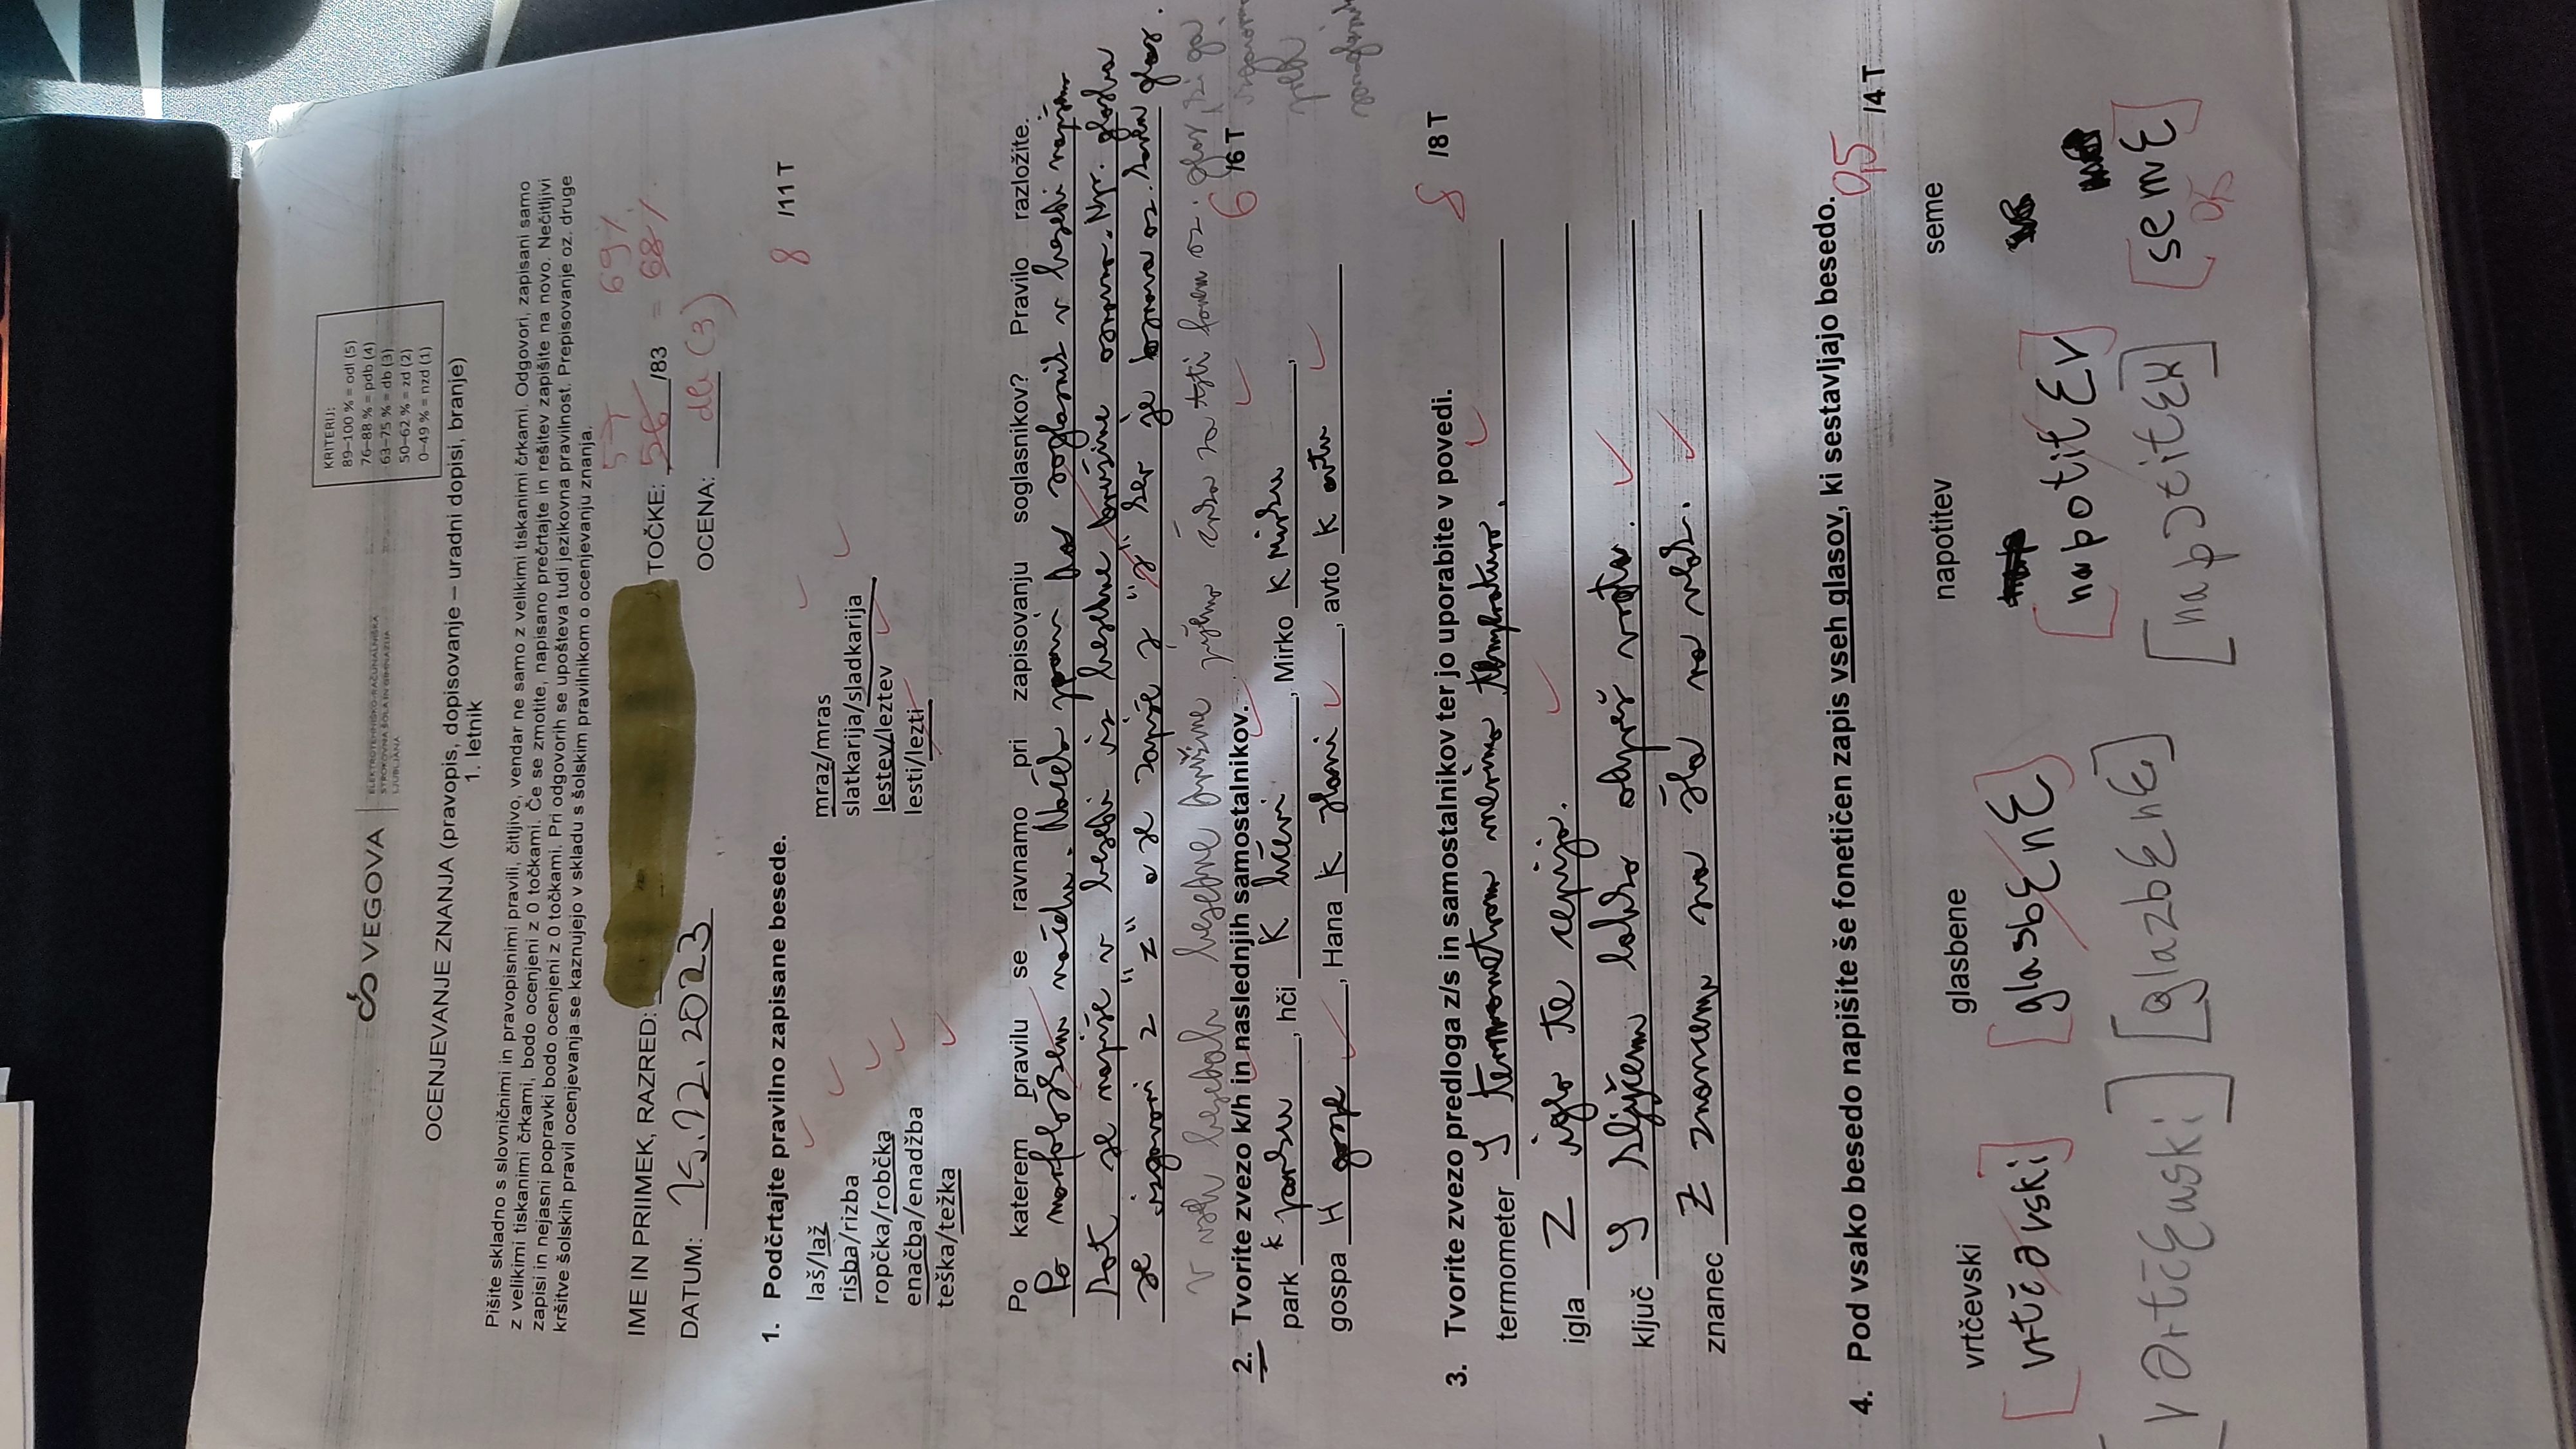 VEGOVA
ELEKTROTEHNIŠKO-RAČUNALNIŠKA
STROKOVNA ŠOLA IN GIMNAZIJA
LJUBLJANA
KRITERIJ:
89–100 % = odl (5)
76–88 % = pdb (4)
63–75 % = db (3)
50–62 % = zd (2)
0–49 % = nzd (1)
OCENJEVANJE ZNANJA (pravopis, dopisovanje – uradni dopisi, branje)
1. letnik
Pišite skladno s slovničnimi in pravopisnimi pravili, čitljivo, vendar ne samo z velikimi tiskanimi črkami. Odgovori, zapisani samo
z velikimi tiskanimi črkami, bodo ocenjeni z 0 točkami. Če se zmotite, napisano prečrtajte in rešitev zapišite na novo. Nečitljivi
zapisi in nejasni popravki bodo ocenjeni z 0 točkami. Pri odgovorih se upošteva tudi jezikovna pravilnost. Prepisovanje oz. druge
kršitve šolskih pravil ocenjevanja se kaznujejo v skladu s šolskim pravilnikom o ocenjevanju znanja.
57 69%
IME IN PRIIMEK, RAZRED: TOČKE: 56 /83 = 68%
DATUM: 15.12.2023 OCENA: db (3)
1. Podčrtajte pravilno zapisane besede. 8 /11 T
laš/laž mraz/mras
risba/rizba slatkarija/sladkarija
ropčka/robčka lestev/leztev
enačba/enadžba lesti/lezti
teška/težka
Po katerem pravilu se ravnamo pri zapisovanju soglasnikov? Pravilo razložite.
Po morfološkem načelu. Načelo pravi da soglasnik v besedi napišemo
kot se napiše v besedi iz besedne družine osnovno. Npr. glasba
se izgovori z "z" a se zapiše s "s" ker je osnova oz. koren glas.
V vseh besedah besedne družine pišemo črko za tisti fonem oz. glas, ki ga
izgovorimo
pred
samoglasnik
2. Tvorite zvezo k/h in naslednjih samostalnikov. 6 /6 T
park k parku, hči K hčeri, Mirko K Mirku,
gospa H gospe, Hana K Hani, avto K avtu
3. Tvorite zvezo predloga z/s in samostalnikov ter jo uporabite v povedi. 8 /8 T
termometer S termometrom merimo temperaturo.
igla Z iglo te cepijo.
ključ S ključem lahko odpreš vrata.
znanec Z znancem sva šla na vlak.
4. Pod vsako besedo napišite še fonetičen zapis vseh glasov, ki sestavljajo besedo. 0,5 /4 T
vrtčevski glasbene napotitev seme
[vrtčəvski] [glasbɛnɛ] [napotitɛv] [semɛ]
[vərtčɛuski] [glazbɛnɛ] [napɔtitɛu] 0,5